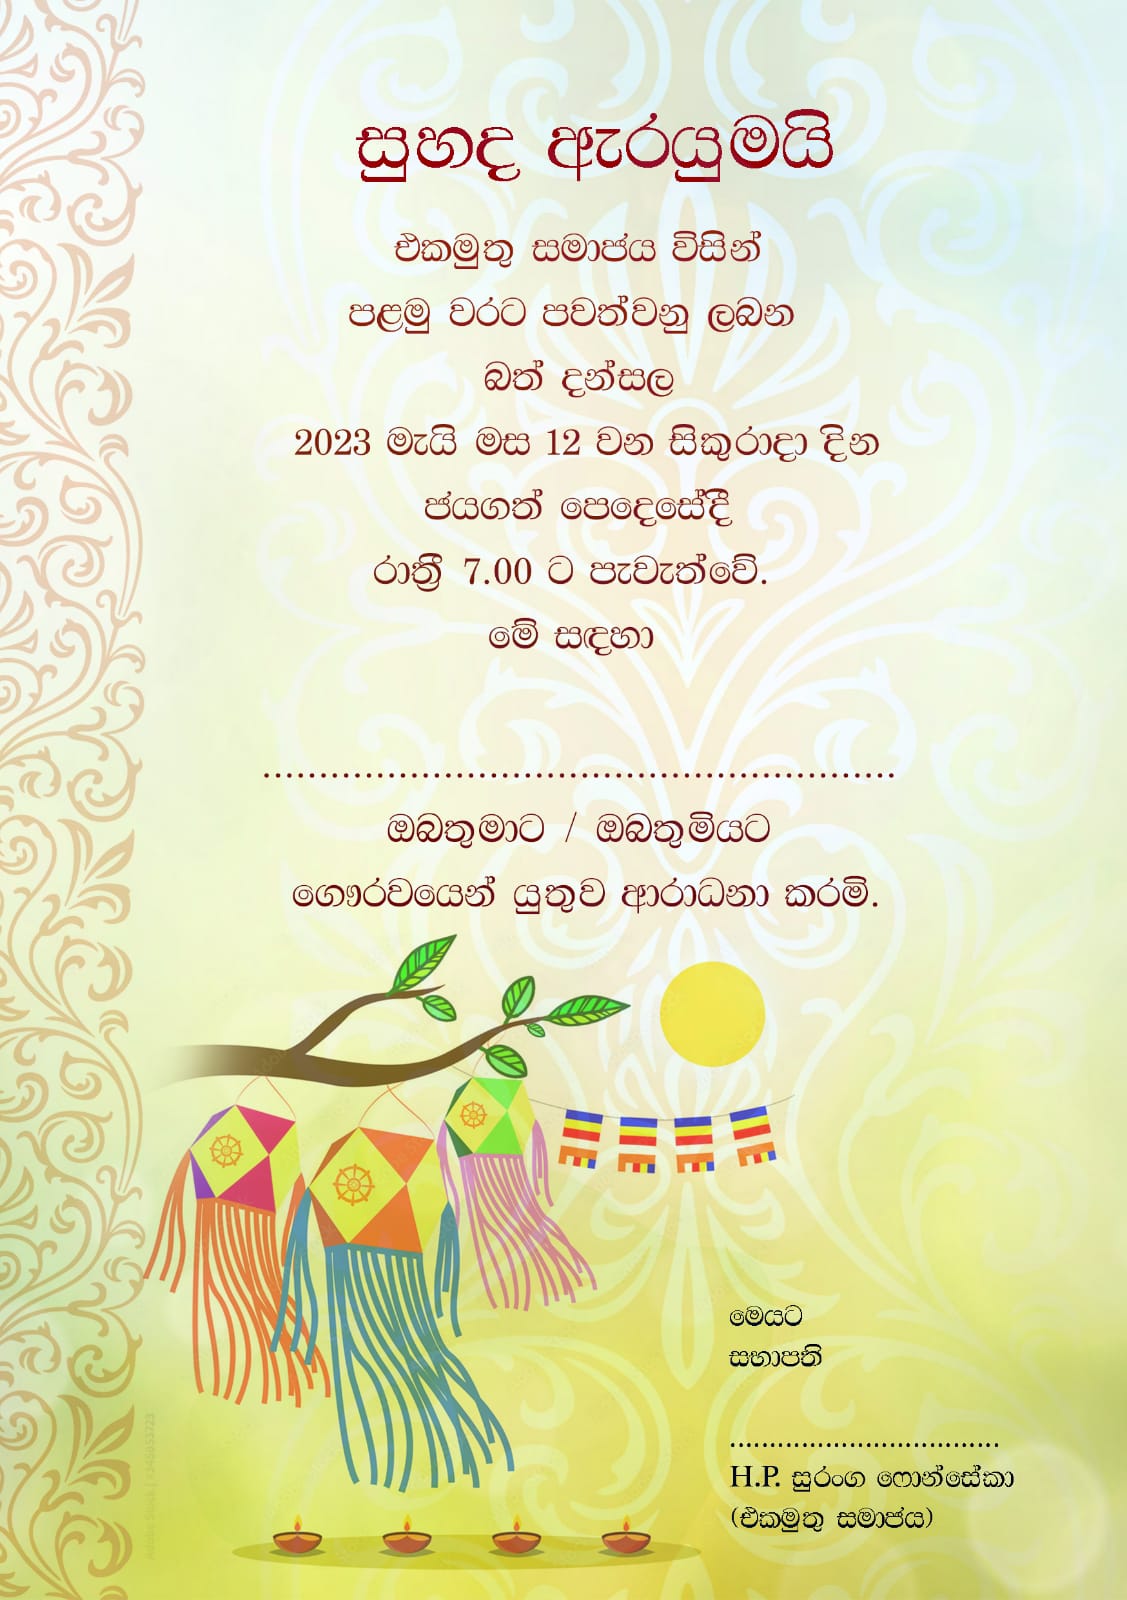 සුහද ඇරයුමයි
එකමුතු සමාජය විසින්
පළමු වරට පවත්වනු ලබන
බත් දන්සල
2023 මැයි මස 12 වන සිකුරාදා දින
ජයගත් පෙදෙසේදී
රාත්‍රී 7.00 ට පැවැත්වේ.
මේ සඳහා
..........................................................
ඔබතුමාට / ඔබතුමියට
ගෞරවයෙන් යුතුව ආරාධනා කරමි.
මෙයට
සභාපති
..................................
H.P. සුරංග ෆොන්සේකා
(එකමුතු සමාජය)